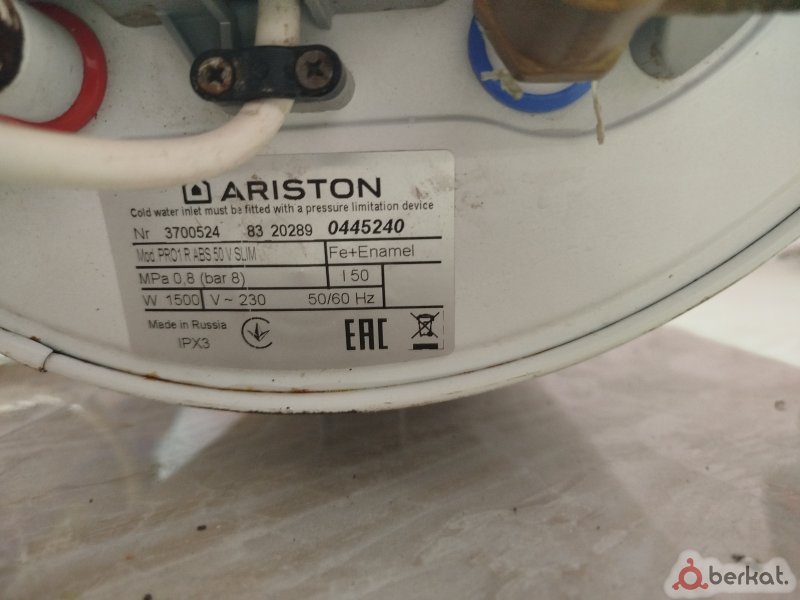 ARISTON
Cold water inlet must be fitted with a pressure limitation device
Nr 3700524 83 20289 0445240
Mod. PRO1 R ABS 50 V SLIM Fe+Enamel
MPa 0,8 (bar 8) l 50
W 1500 V ~ 230 50/60 Hz
Made in Russia
IPX3
EAC
berkat.